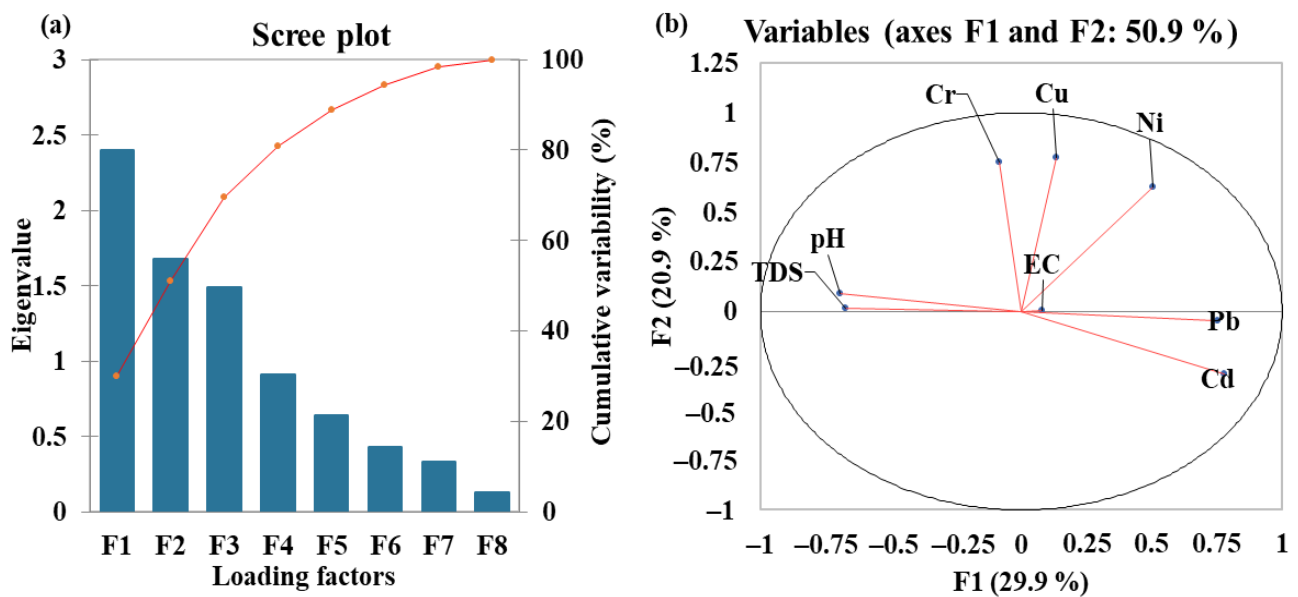 (a)
Scree plot
3
2.5
2
1.5
1
0.5
0
Eigenvalue
100
80
60
40
20
0
Cumulative variability (%)
F1 F2 F3 F4 F5 F6 F7 F8
Loading factors
(b)
Variables (axes F1 and F2: 50.9 %)
1.25
1
0.75
0.5
0.25
0
−0.25
−0.5
−0.75
−1
F2 (20.9 %)
Cr
Cu
Ni
pH
TDS
EC
Pb
Cd
−1 −0.75 −0.5 −0.25 0 0.25 0.5 0.75 1
F1 (29.9 %)